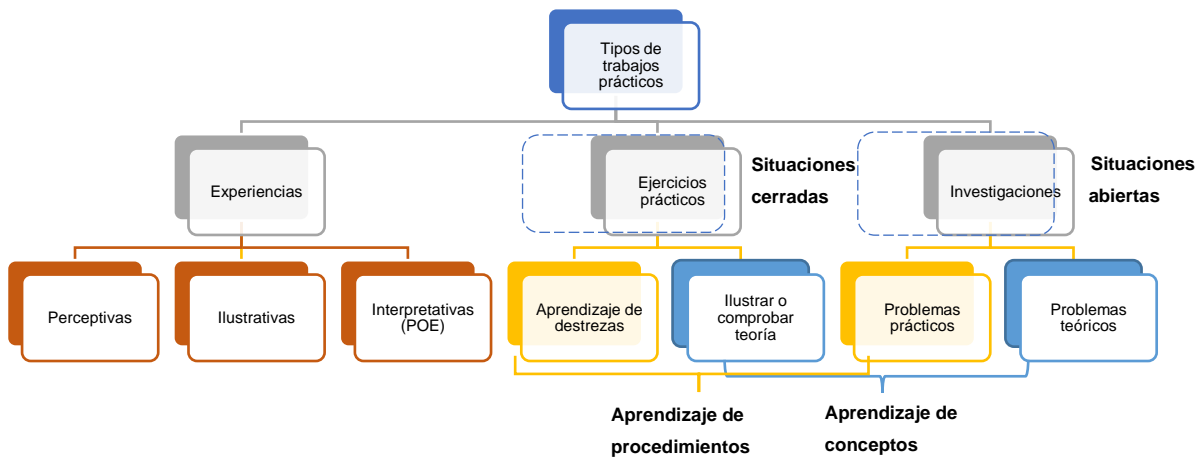 Tipos de
trabajos
prácticos
Experiencias
Ejercicios
prácticos
Situaciones
cerradas
Investigaciones
Situaciones
abiertas
Perceptivas
Ilustrativas
Interpretativas
(POE)
Aprendizaje de
destrezas
Ilustrar o
comprobar
teoría
Problemas
prácticos
Problemas
teóricos
Aprendizaje de
procedimientos
Aprendizaje de
conceptos